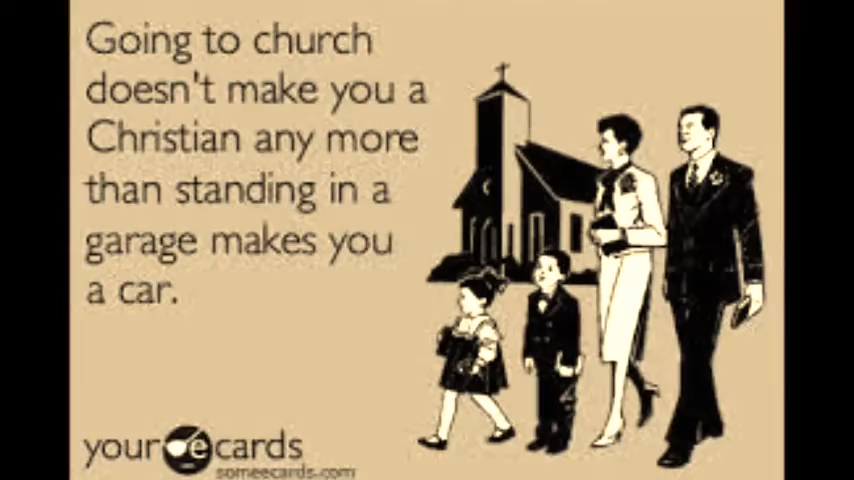 Going to church
doesn't make you a
Christian any more
than standing in a
garage makes you
a car.
your e cards
someecards.com